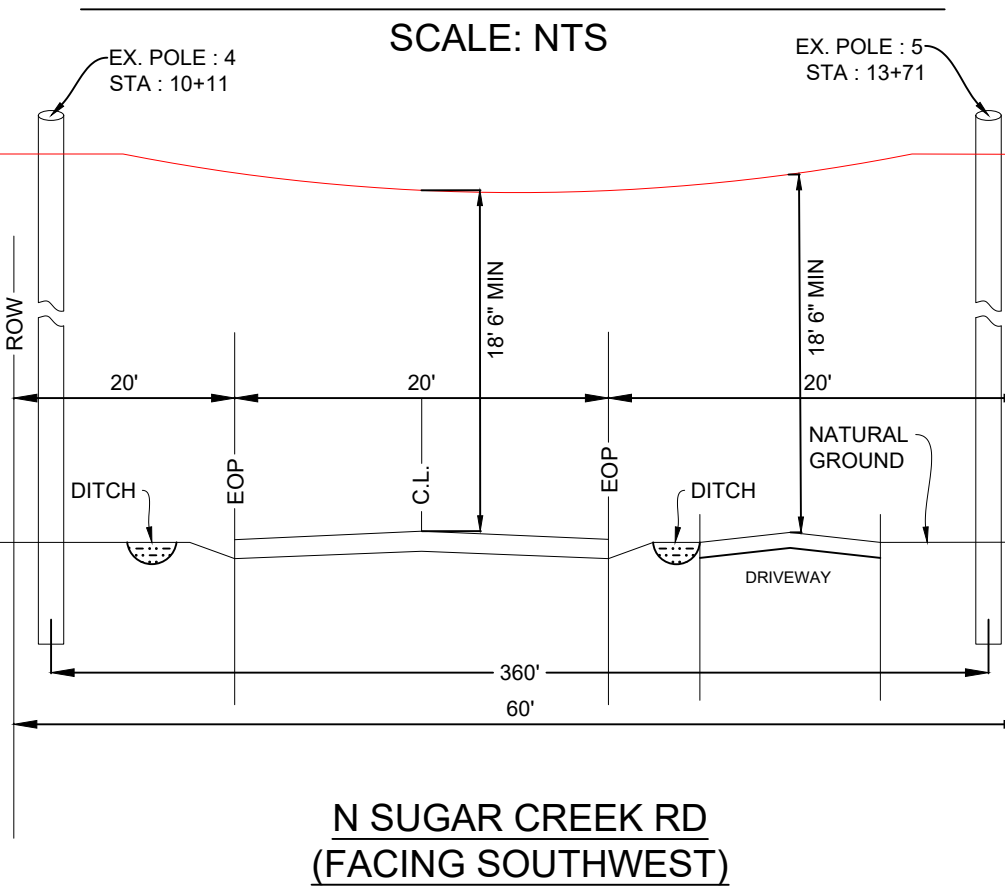 SCALE: NTS
EX. POLE : 4
STA : 10+11
EX. POLE : 5
STA : 13+71
ROW
18' 6" MIN
18' 6" MIN
20'
20'
20'
NATURAL
GROUND
DITCH
EOP
C.L.
EOP
DITCH
DRIVEWAY
360'
60'
N SUGAR CREEK RD
(FACING SOUTHWEST)